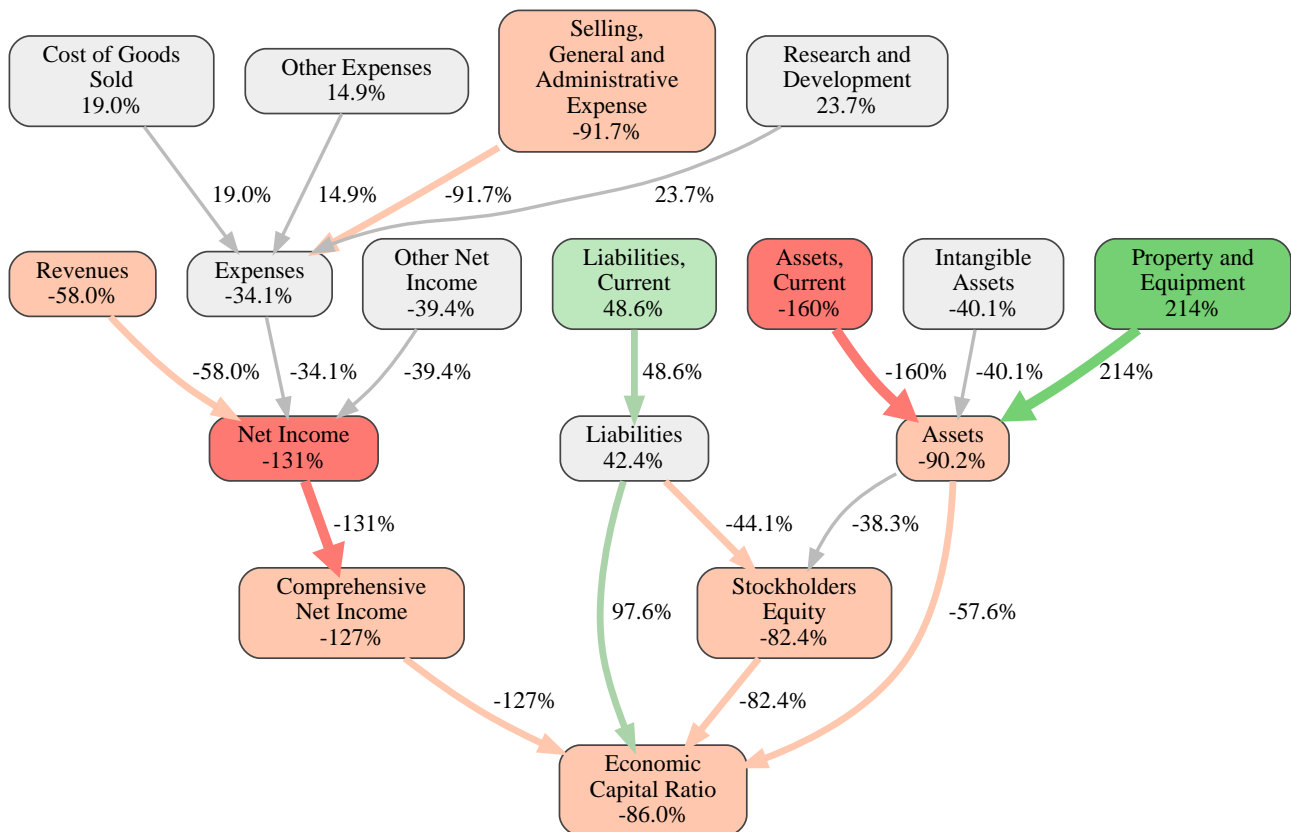 Cost of Goods
Sold
19.0%
Other Expenses
14.9%
Selling,
General and
Administrative
Expense
-91.7%
Research and
Development
23.7%
19.0%
14.9%
-91.7%
23.7%
Revenues
-58.0%
Expenses
-34.1%
Other Net
Income
-39.4%
Liabilities,
Current
48.6%
Assets,
Current
-160%
Intangible
Assets
-40.1%
Property and
Equipment
214%
-58.0%
-34.1%
-39.4%
48.6%
-160%
-40.1%
214%
Net Income
-131%
Liabilities
42.4%
Assets
-90.2%
-131%
-44.1%
-38.3%
Comprehensive
Net Income
-127%
97.6%
Stockholders
Equity
-82.4%
-57.6%
-127%
-82.4%
Economic
Capital Ratio
-86.0%